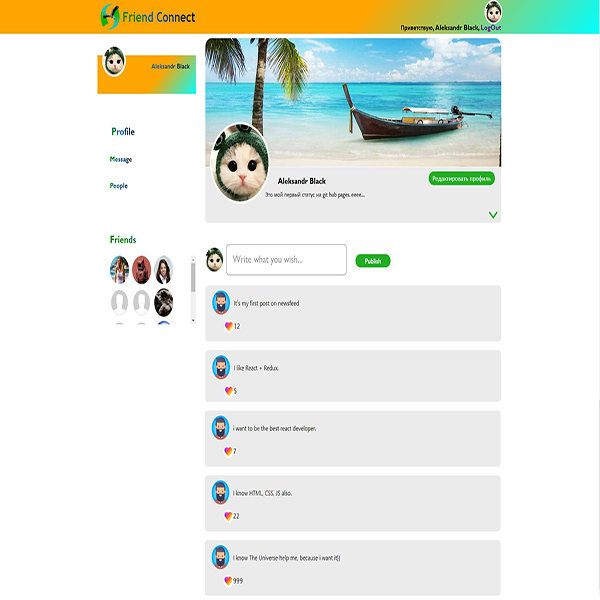 Friend Connect
Приветствую, Aleksandr Black, LogOut
Aleksandr Black
Profile
Message
People
Friends
Aleksandr Black
Редактировать профиль
Это мой первый статус на git hub pages. ееее...
Write what you wish...
Publish
It's my first post on newsfeed
12
I like React + Redux.
5
i want to be the best react developer.
7
I know HTML, CSS, JS also.
22
I know The Universe help me, because i want it))
999